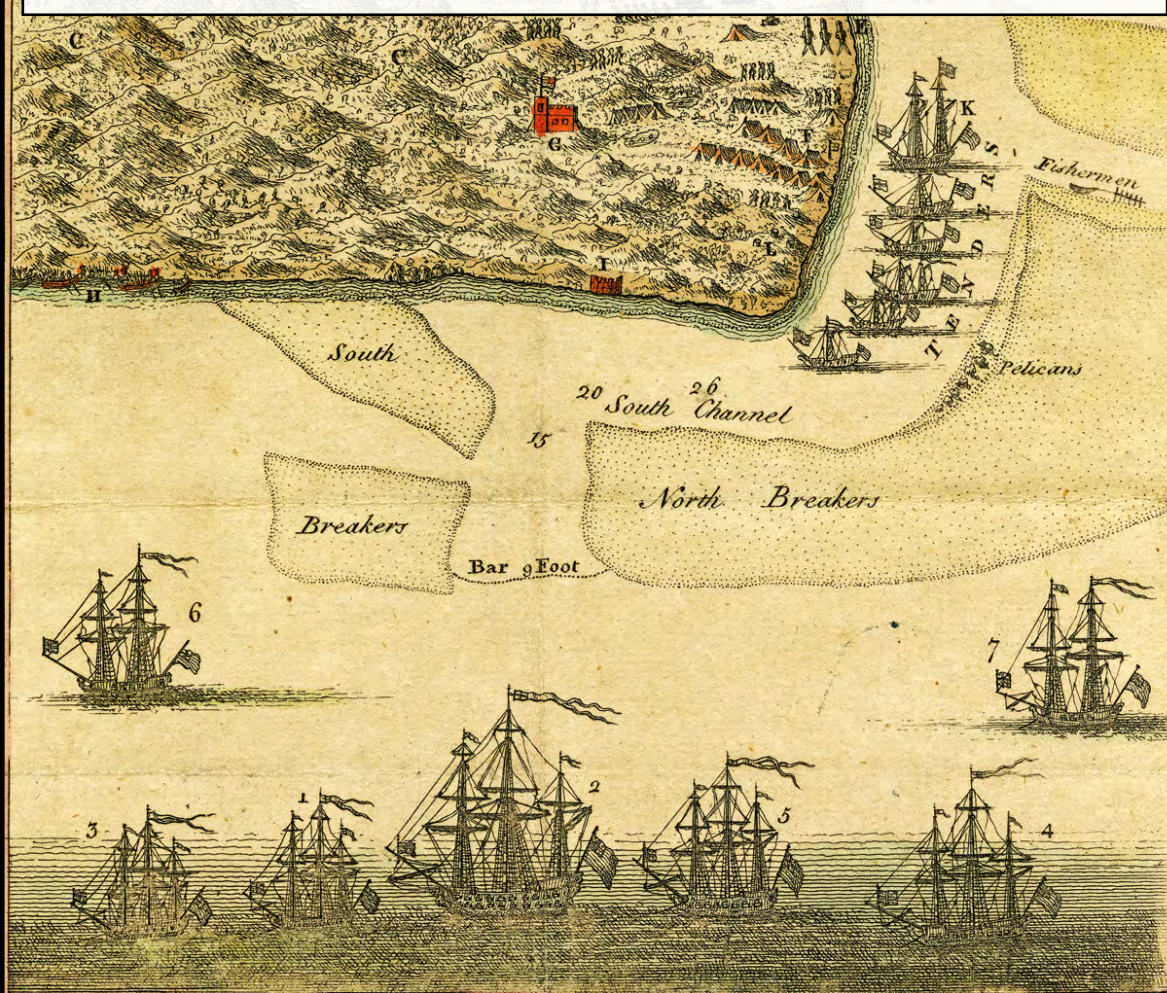 C
C
E
K
G
F
TENDERS
Fishermen
L
H
I
South
Pelicans
20 26
South Channel
15
North Breakers
Breakers
Bar 9 Foot
6
7
3
1
2
5
4